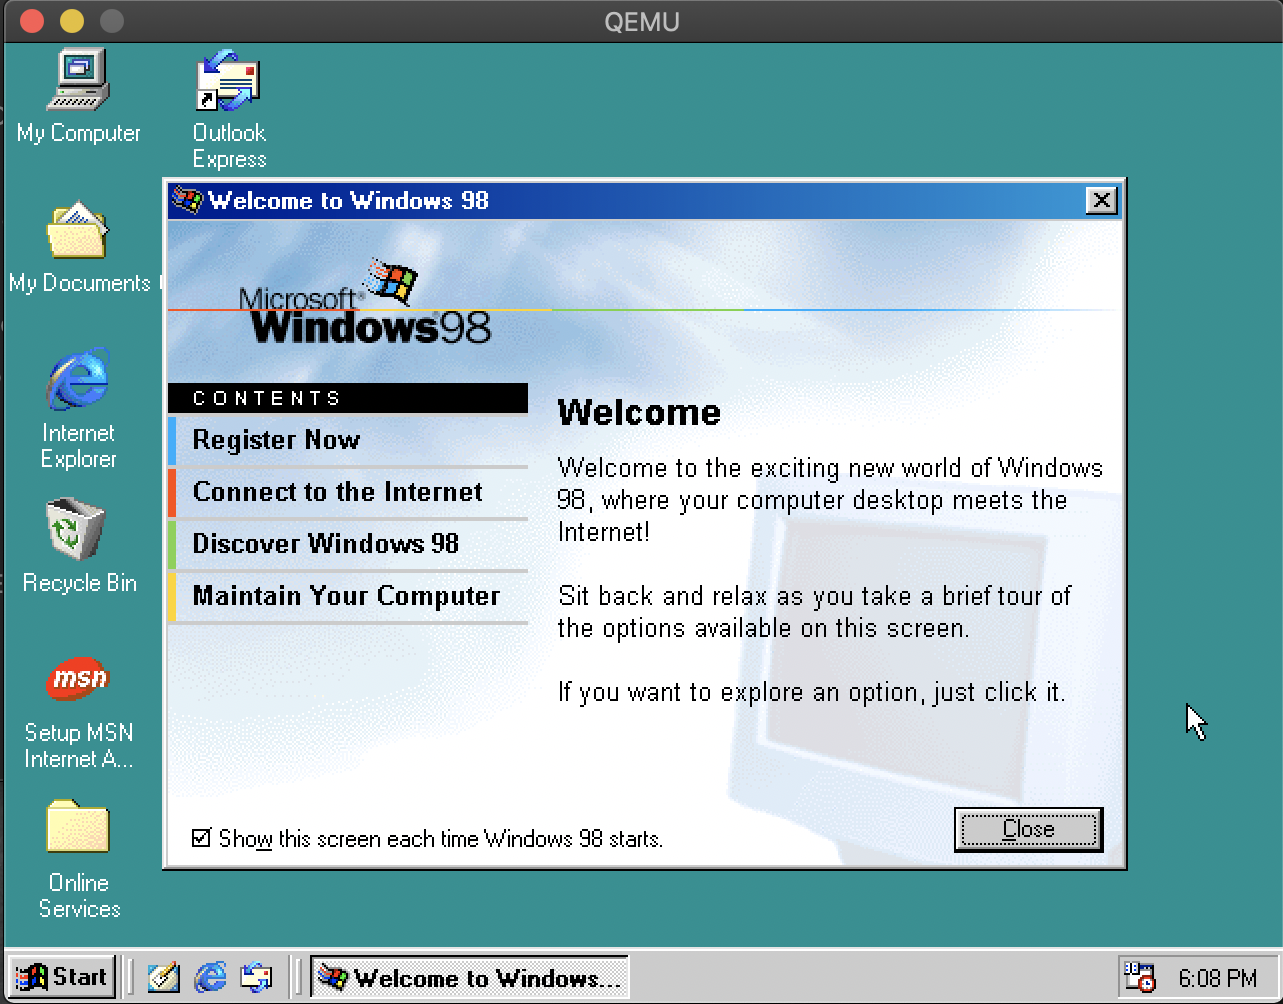 QEMU
My Computer
Outlook
Express
My Documents
Internet
Explorer
Recycle Bin
msn
Setup MSN
Internet A...
Online
Services
Welcome to Windows 98
Microsoft®
Windows 98
CONTENTS
Register Now
Connect to the Internet
Discover Windows 98
Maintain Your Computer
Welcome
Welcome to the exciting new world of Windows
98, where your computer desktop meets the
Internet!
Sit back and relax as you take a brief tour of
the options available on this screen.
If you want to explore an option, just click it.
Show this screen each time Windows 98 starts.
Close
Start
Welcome to Windows...
6:08 PM